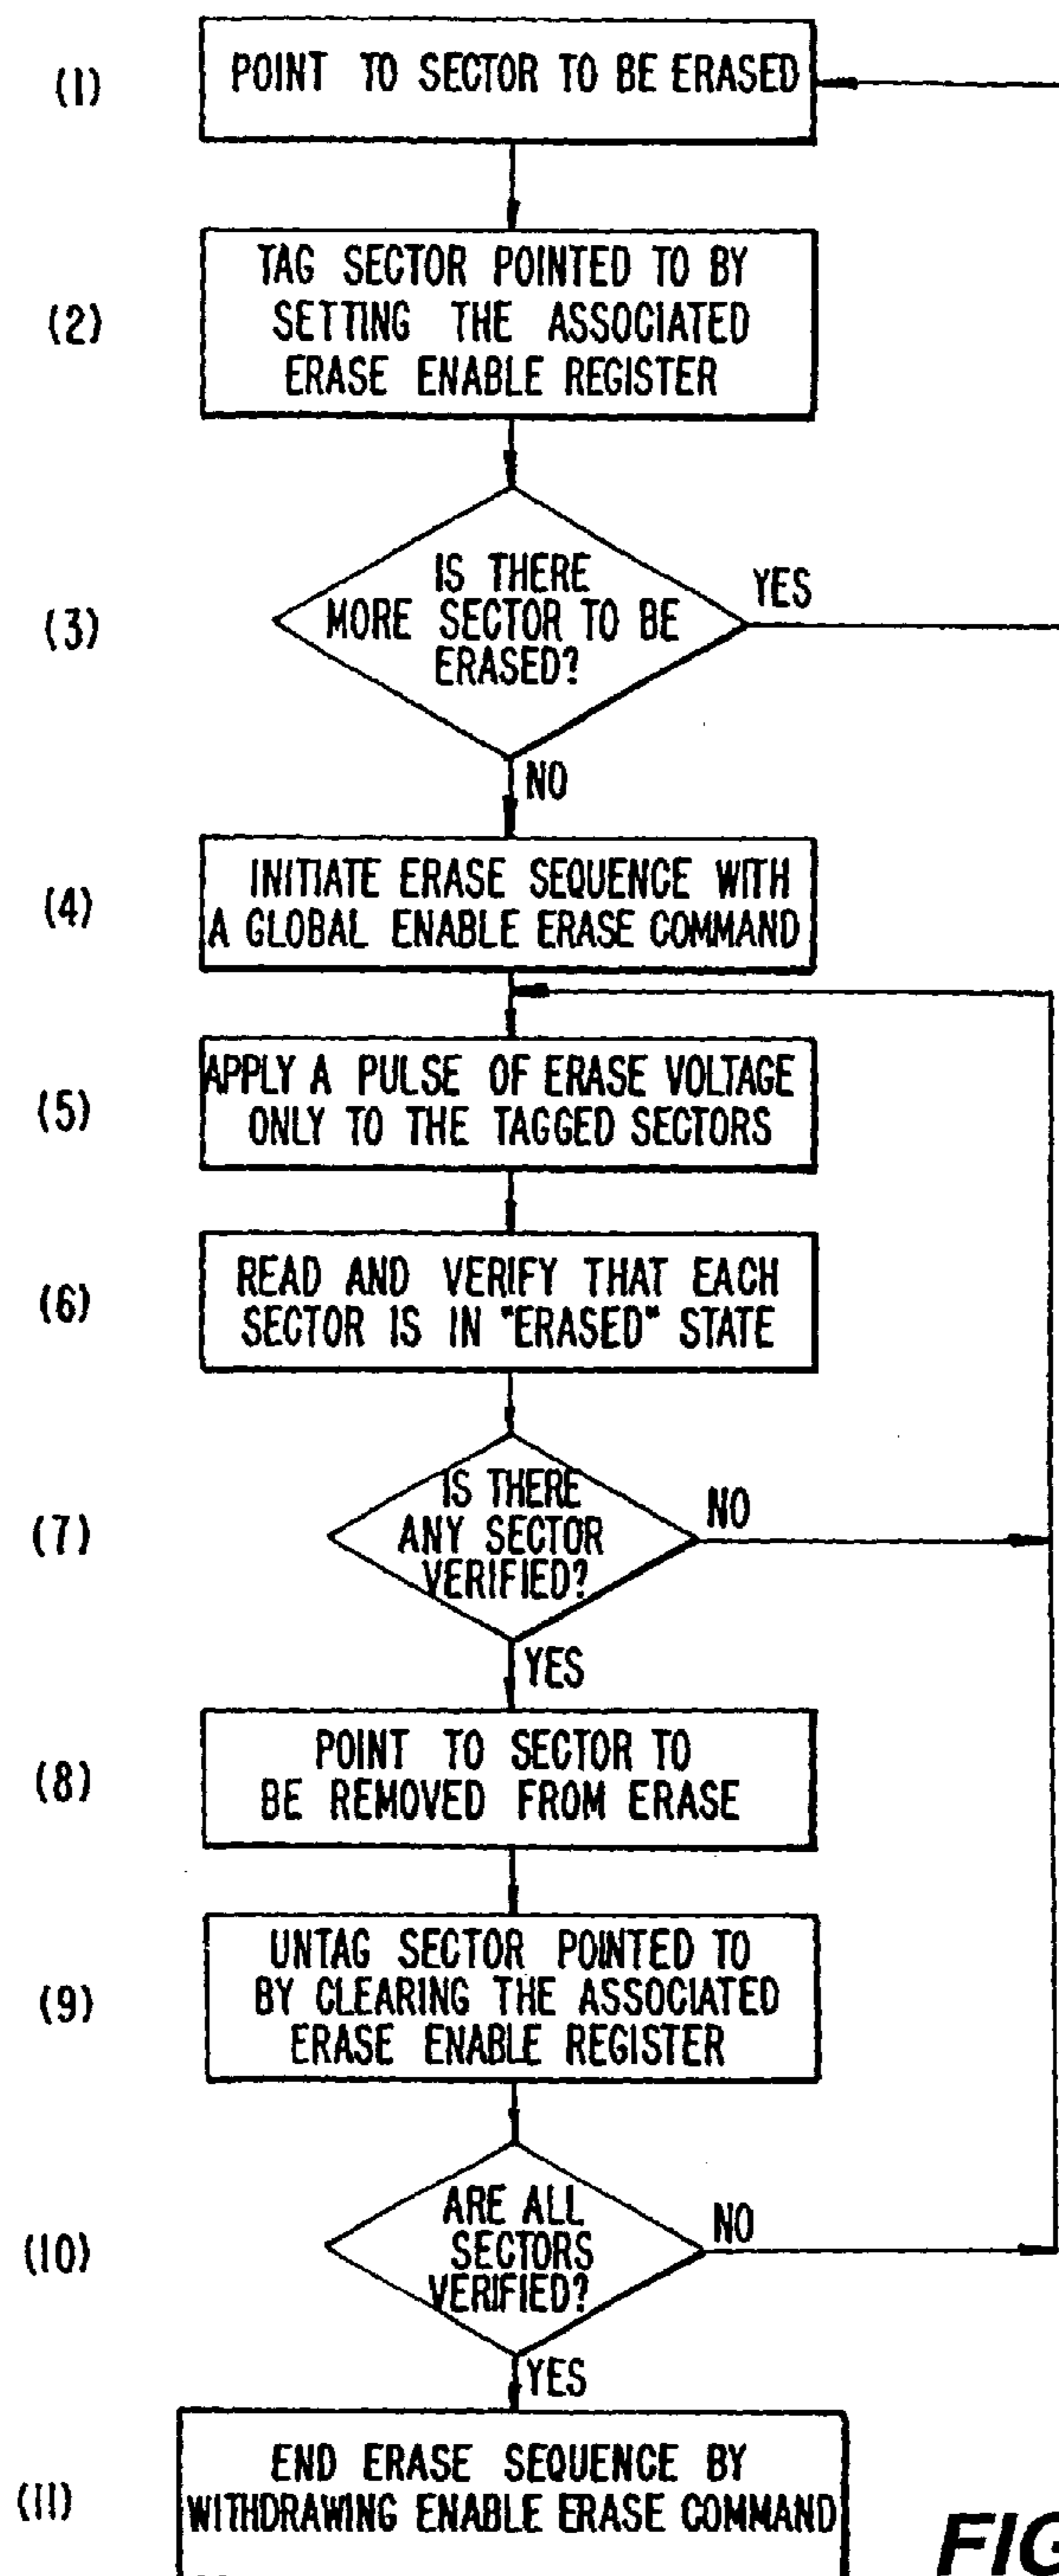 (1)
POINT TO SECTOR TO BE ERASED
(2)
TAG SECTOR POINTED TO BY
SETTING THE ASSOCIATED
ERASE ENABLE REGISTER
(3)
IS THERE
MORE SECTOR TO BE
ERASED?
YES
NO
(4)
INITIATE ERASE SEQUENCE WITH
A GLOBAL ENABLE ERASE COMMAND
(5)
APPLY A PULSE OF ERASE VOLTAGE
ONLY TO THE TAGGED SECTORS
(6)
READ AND VERIFY THAT EACH
SECTOR IS IN "ERASED" STATE
(7)
IS THERE
ANY SECTOR
VERIFIED?
NO
YES
(8)
POINT TO SECTOR TO
BE REMOVED FROM ERASE
(9)
UNTAG SECTOR POINTED TO
BY CLEARING THE ASSOCIATED
ERASE ENABLE REGISTER
(10)
ARE ALL
SECTORS
VERIFIED?
NO
YES
(11)
END ERASE SEQUENCE BY
WITHDRAWING ENABLE ERASE COMMAND
FIG